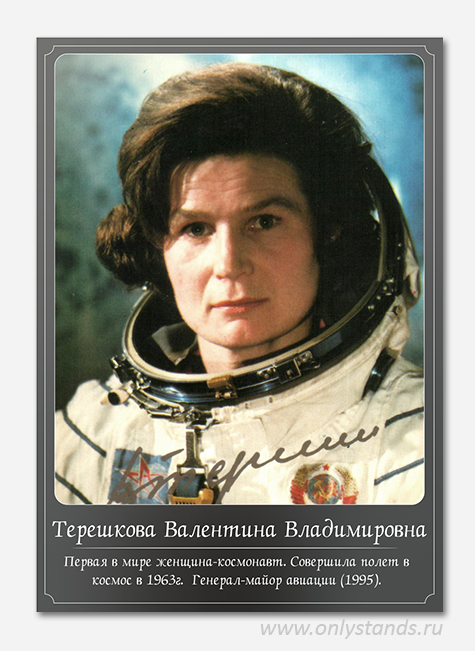 Терешкова Валентина Владимировна
Первая в мире женщина-космонавт. Совершила полет в
космос в 1963г. Генерал-майор авиации (1995).
www.onlystands.ru